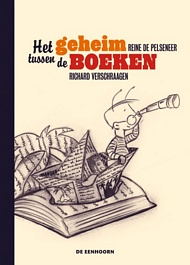 Het geheim REINE DE PELSENEER
tussen de BOEKEN
RICHARD VERSCHRAAGEN
DE EENHOORN